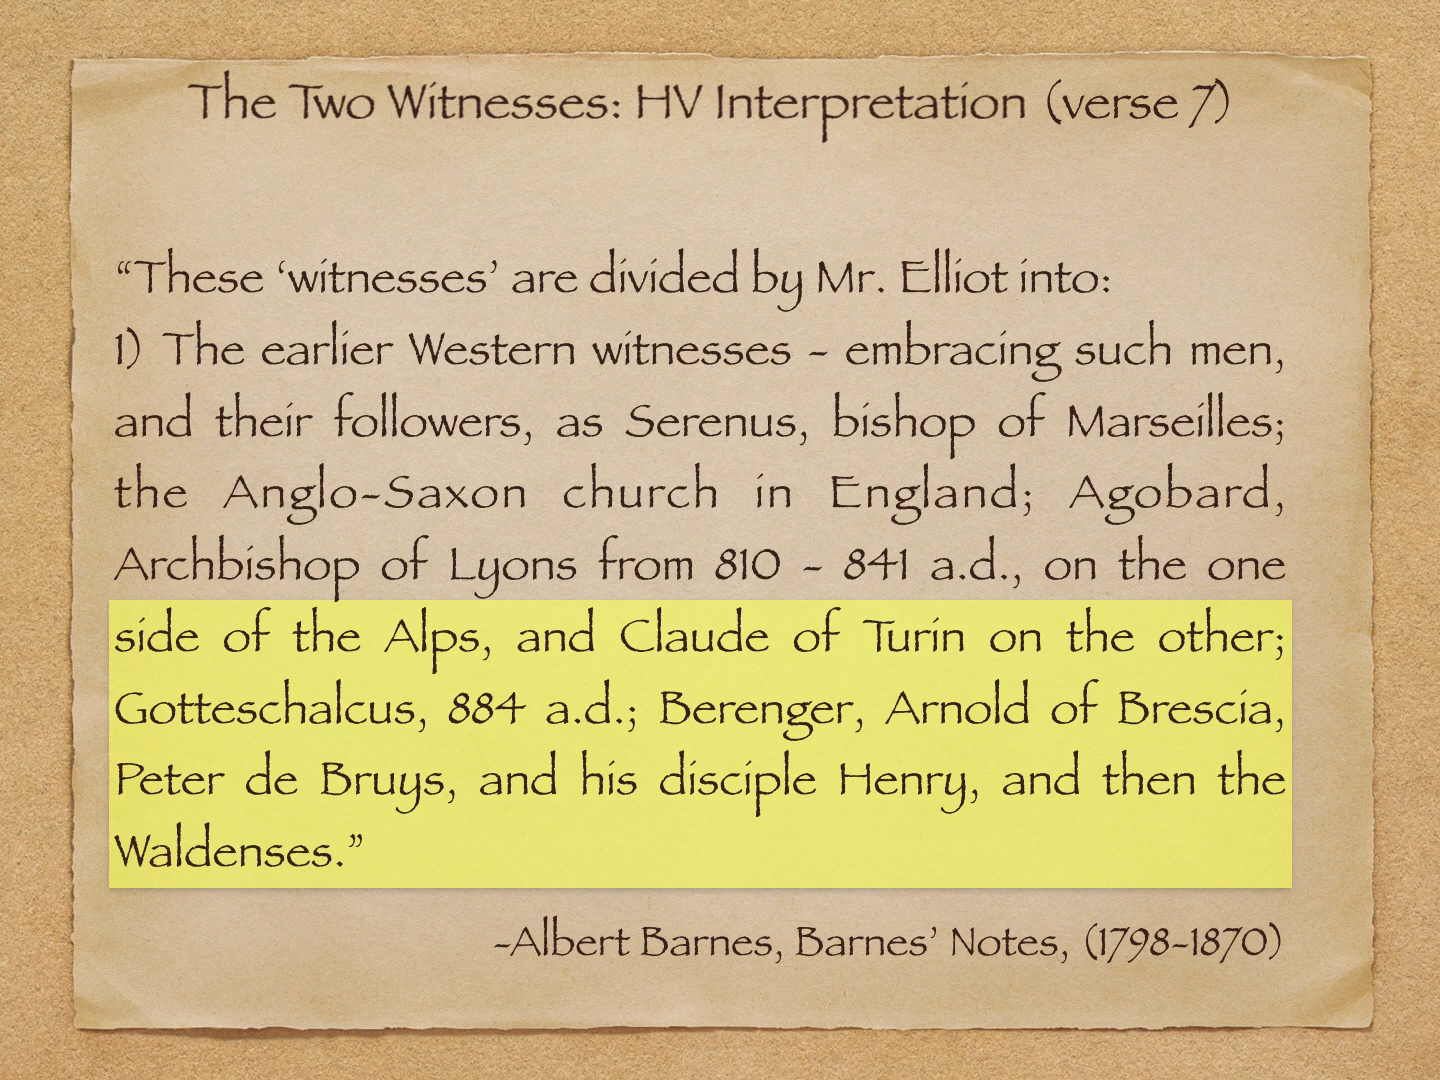 The Two Witnesses: HV Interpretation (verse 7)
“These ‘witnesses’ are divided by Mr. Elliot into:
1) The earlier Western witnesses - embracing such men,
and their followers, as Serenus, bishop of Marseilles;
the Anglo-Saxon church in England; Agobard,
Archbishop of Lyons from 810 - 841 a.d., on the one
side of the Alps, and Claude of Turin on the other;
Gotteschalcus, 884 a.d.; Berenger, Arnold of Brescia,
Peter de Bruys, and his disciple Henry, and then the
Waldenses.”
-Albert Barnes, Barnes’ Notes, (1798-1870)